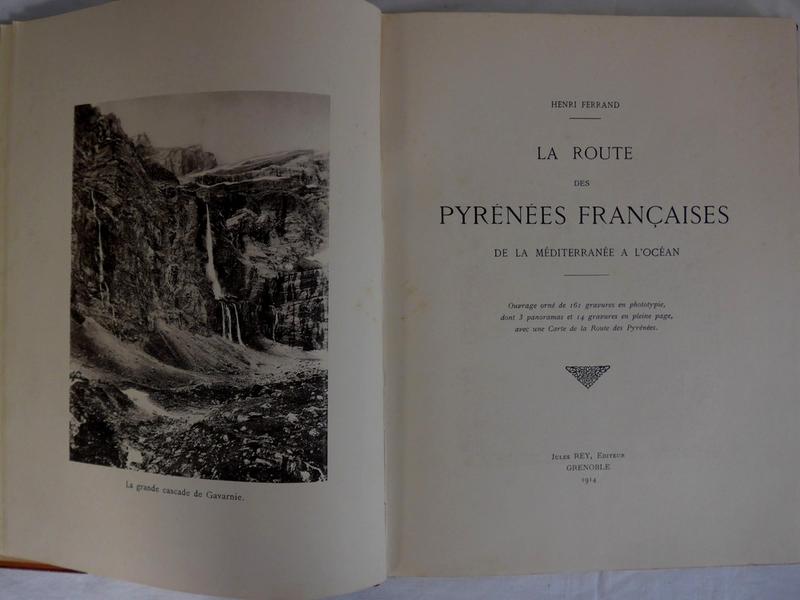 La grande cascade de Gavarnie.
HENRI FERRAND
LA ROUTE
DES
PYRÉNÉES FRANÇAISES
DE LA MÉDITERRANÉE A L'OCÉAN
Ouvrage orné de 161 gravures en phototypie,
dont 3 panoramas et 14 gravures en pleine page,
avec une Carte de la Route des Pyrénées.
JULES REY, EDITEUR
GRENOBLE
1914